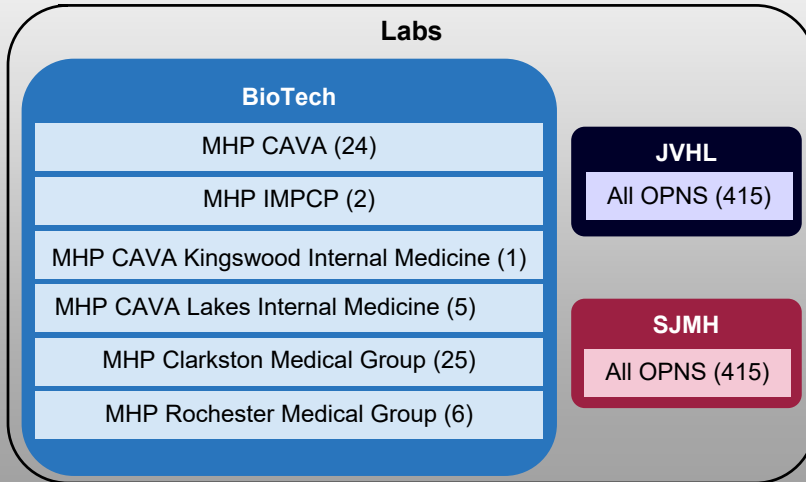 Labs
BioTech
MHP CAVA (24)
MHP IMPCP (2)
MHP CAVA Kingswood Internal Medicine (1)
MHP CAVA Lakes Internal Medicine (5)
MHP Clarkston Medical Group (25)
MHP Rochester Medical Group (6)
JVHL
All OPNS (415)
SJMH
All OPNS (415)